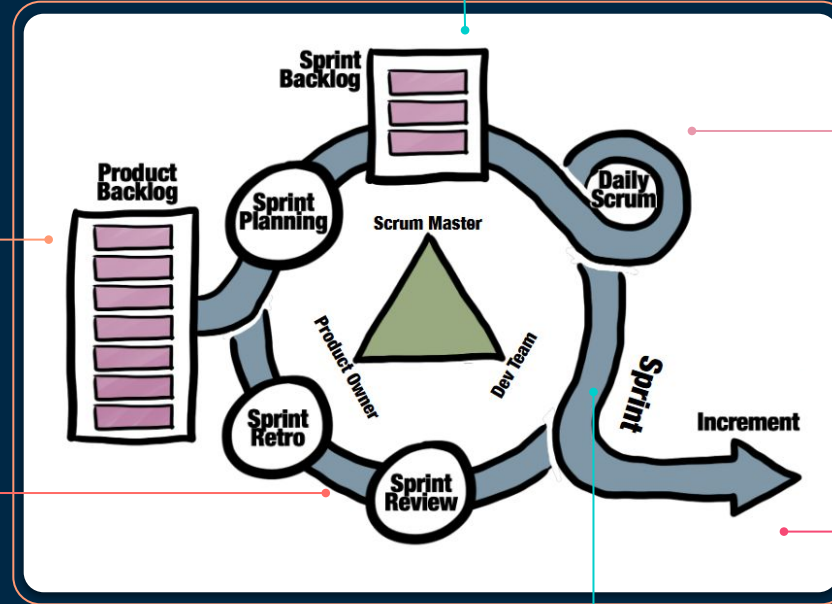 Sprint
Backlog
Product
Backlog
Sprint
Planning
Daily
Scrum
Scrum Master
Product Owner
Dev Team
Sprint
Increment
Sprint
Retro
Sprint
Review